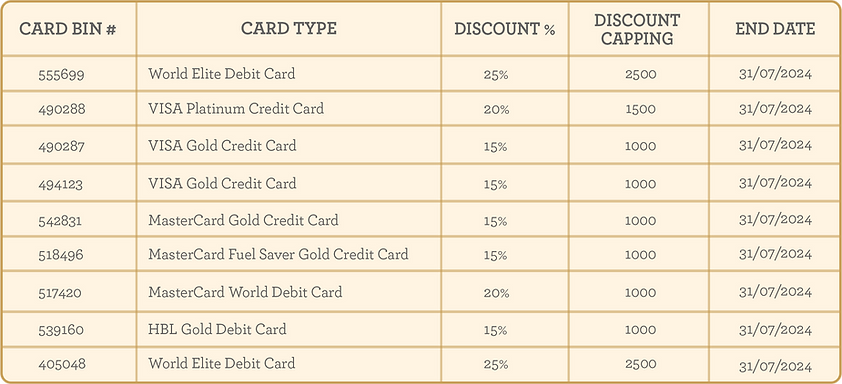 CARD BIN # CARD TYPE DISCOUNT % DISCOUNT CAPPING END DATE
555699 World Elite Debit Card 25% 2500 31/07/2024
490288 VISA Platinum Credit Card 20% 1500 31/07/2024
490287 VISA Gold Credit Card 15% 1000 31/07/2024
494123 VISA Gold Credit Card 15% 1000 31/07/2024
542831 MasterCard Gold Credit Card 15% 1000 31/07/2024
518496 MasterCard Fuel Saver Gold Credit Card 15% 1000 31/07/2024
517420 MasterCard World Debit Card 20% 1000 31/07/2024
539160 HBL Gold Debit Card 15% 1000 31/07/2024
405048 World Elite Debit Card 25% 2500 31/07/2024